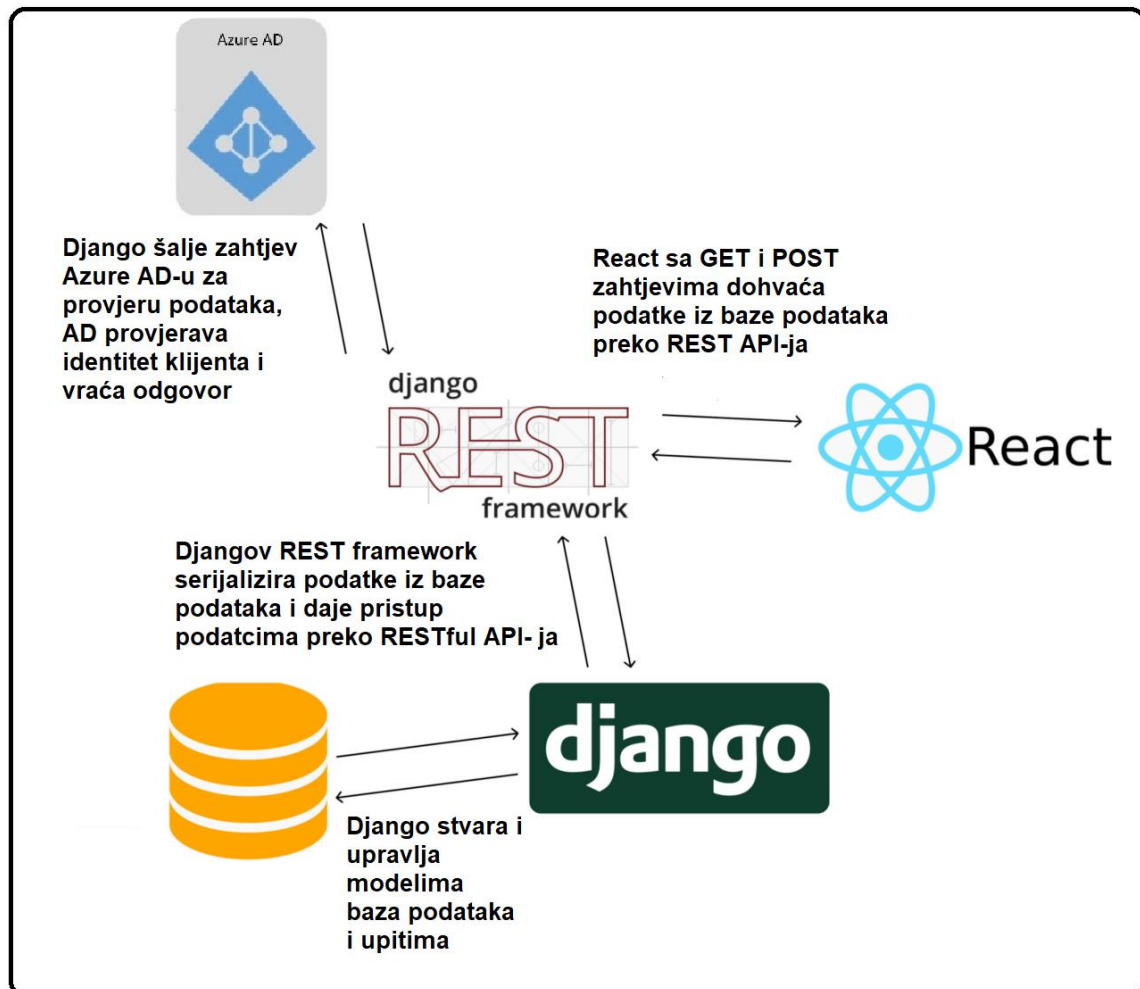 Azure AD
Django šalje zahtjev
Azure AD-u za
provjeru podataka,
AD provjerava
identitet klijenta i
vraća odgovor
React sa GET i POST
zahtjevima dohvaća
podatke iz baze podataka
preko REST API-ja
django
REST
framework
React
Djangov REST framework
serijalizira podatke iz baze
podataka i daje pristup
podatcima preko RESTful API- ja
django
Django stvara i
upravlja
modelima
baza podataka
i upitima